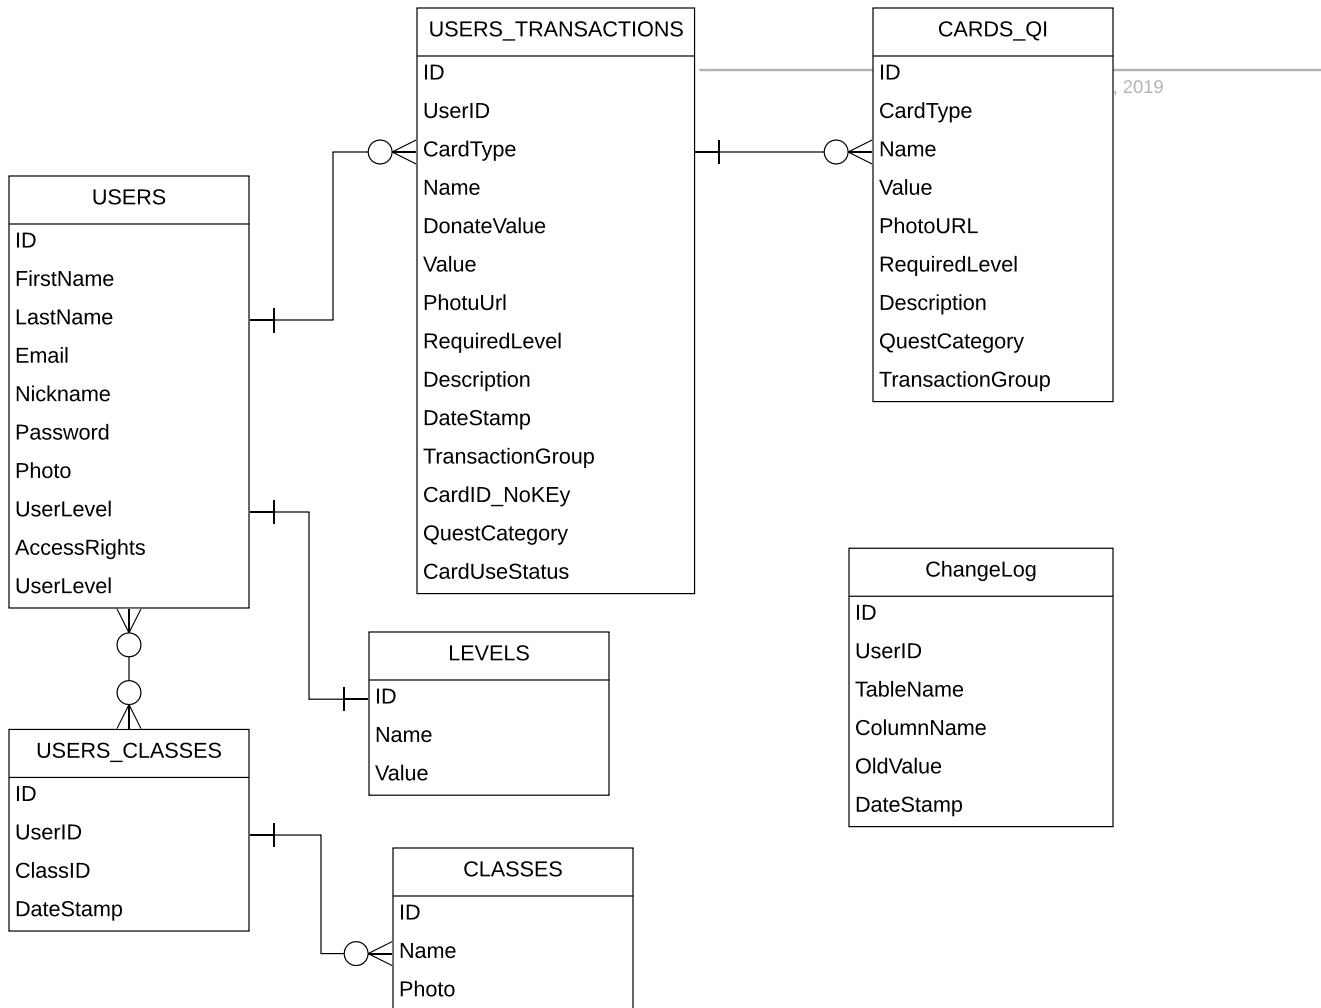 USERS_TRANSACTIONS
ID
UserID
CardType
Name
DonateValue
Value
PhotuUrl
RequiredLevel
Description
DateStamp
TransactionGroup
CardID_NoKEy
QuestCategory
CardUseStatus
CARDS_QI
ID
CardType
Name
Value
PhotoURL
RequiredLevel
Description
QuestCategory
TransactionGroup
, 2019
USERS
ID
FirstName
LastName
Email
Nickname
Password
Photo
UserLevel
AccessRights
UserLevel
LEVELS
ID
Name
Value
ChangeLog
ID
UserID
TableName
ColumnName
OldValue
DateStamp
USERS_CLASSES
ID
UserID
ClassID
DateStamp
CLASSES
ID
Name
Photo